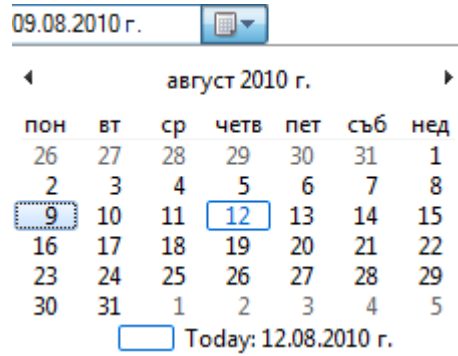 09.08.2010 г.
август 2010 г.
пон вт ср четв пет съб нед
26 27 28 29 30 31 1
2 3 4 5 6 7 8
9 10 11 12 13 14 15
16 17 18 19 20 21 22
23 24 25 26 27 28 29
30 31 1 2 3 4 5
Today: 12.08.2010 г.